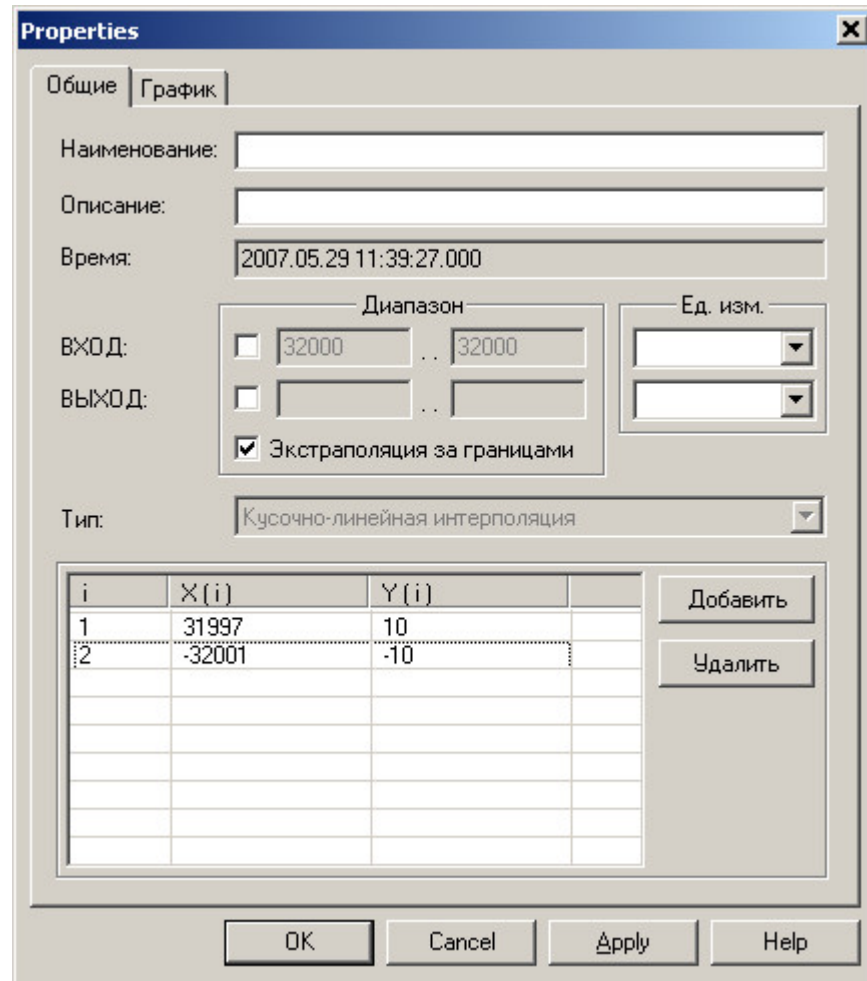 Properties
Общие График
Наименование:
Описание:
Время: 2007.05.29 11:39:27.000
Диапазон Ед. изм.
ВХОД: 32000 .. 32000
ВЫХОД: ..
Экстраполяция за границами
Тип: Кусочно-линейная интерполяция
i X(i) Y(i)
1 31997 10
2 -32001 -10
Добавить
Удалить
OK Cancel Apply Help